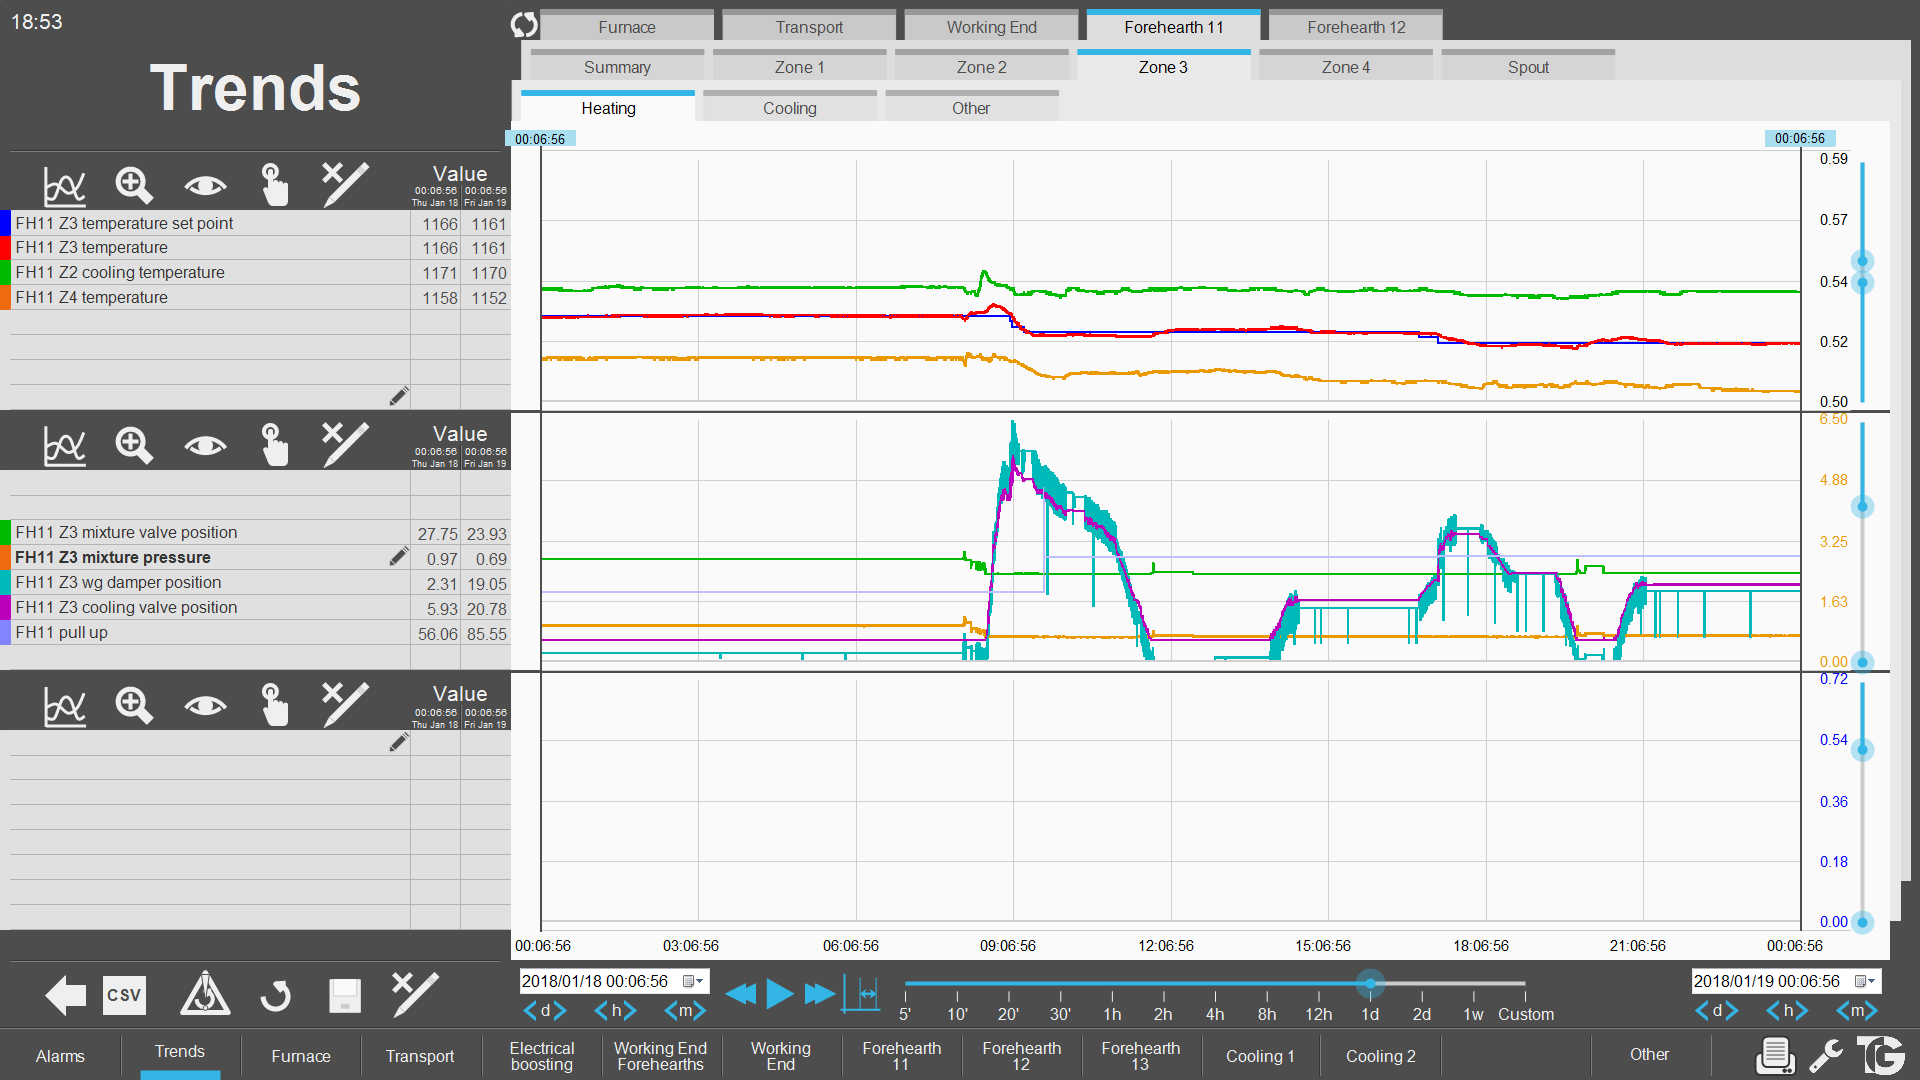 18:53
Trends
Furnace
Transport
Working End
Forehearth 11
Forehearth 12
Summary
Zone 1
Zone 2
Zone 3
Zone 4
Spout
Heating
Cooling
Other
00:06:56
00:06:56
Value
00:06:56 00:06:56
Thu Jan 18 Fri Jan 19
FH11 Z3 temperature set point 1166 1161
FH11 Z3 temperature 1166 1161
FH11 Z2 cooling temperature 1171 1170
FH11 Z4 temperature 1158 1152
0.59
0.57
0.54
0.52
0.50
Value
00:06:56 00:06:56
Thu Jan 18 Fri Jan 19
FH11 Z3 mixture valve position 27.75 23.93
FH11 Z3 mixture pressure 0.97 0.69
FH11 Z3 wg damper position 2.31 19.05
FH11 Z3 cooling valve position 5.93 20.78
FH11 pull up 56.06 85.55
6.50
4.88
3.25
1.63
0.00
Value
00:06:56 00:06:56
Thu Jan 18 Fri Jan 19
0.72
0.54
0.36
0.18
0.00
00:06:56
03:06:56
06:06:56
09:06:56
12:06:56
15:06:56
18:06:56
21:06:56
00:06:56
CSV
2018/01/18 00:06:56
d h m
5' 10' 20' 30' 1h 2h 4h 8h 12h 1d 2d 1w Custom
2018/01/19 00:06:56
d h m
Alarms
Trends
Furnace
Transport
Electrical
boosting
Working End
Forehearths
Working
End
Forehearth
11
Forehearth
12
Forehearth
13
Cooling 1
Cooling 2
Other
TG